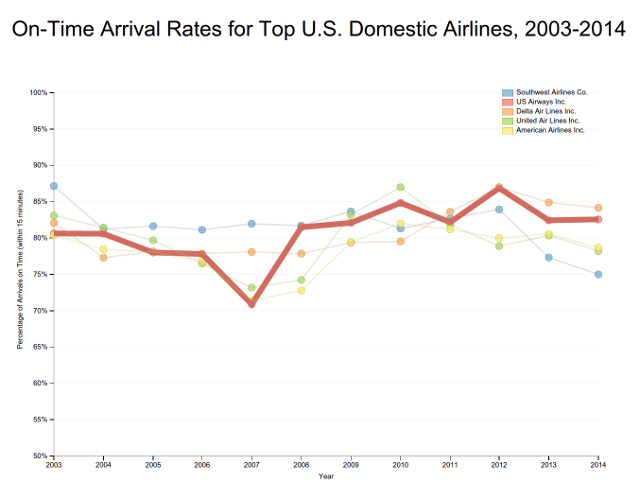 On-Time Arrival Rates for Top U.S. Domestic Airlines, 2003-2014
Southwest Airlines Co.
US Airways Inc.
Delta Air Lines Inc.
United Air Lines Inc.
American Airlines Inc.
Percentage of Arrivals on Time (within 15 minutes)
100%
95%
90%
85%
80%
75%
70%
65%
60%
55%
50%
2003 2004 2005 2006 2007 2008 2009 2010 2011 2012 2013 2014
Year